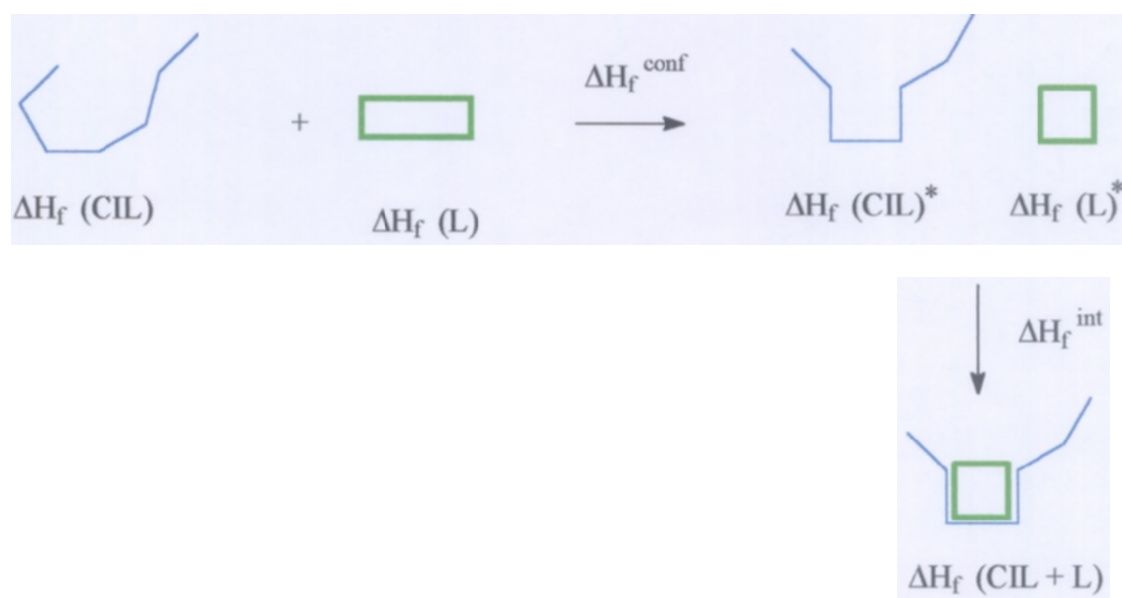 ΔHf conf
+
ΔHf (CIL)
ΔHf (L)
ΔHf (CIL)*
ΔHf (L)*
ΔHf int
ΔHf (CIL + L)